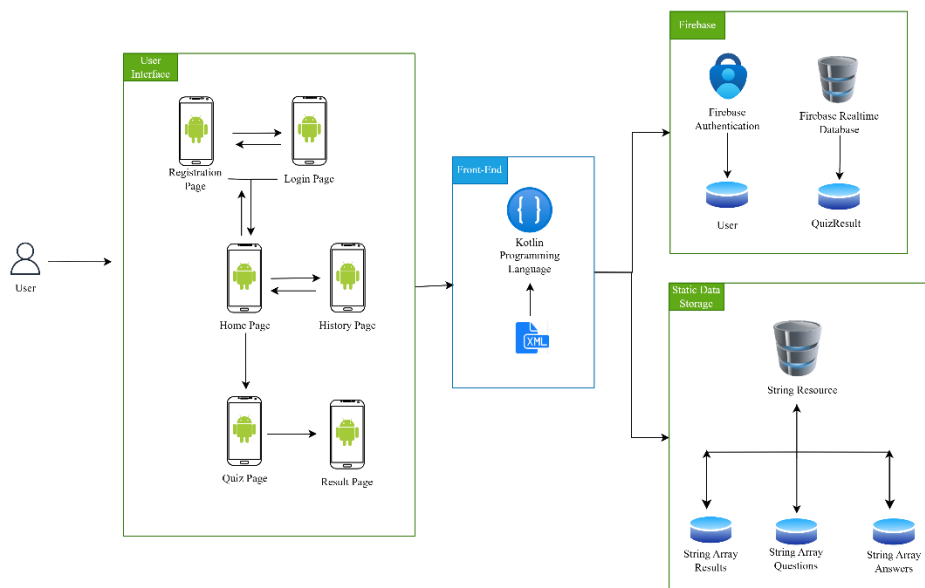 User
User
Interface
Registration
Page
Login Page
Home Page
History Page
Quiz Page
Result Page
Front-End
{ }
Kotlin
Programming
Language
XML
Firebase
Firebase
Authentication
Firebase Realtime
Database
User
QuizResult
Static Data
Storage
String Resource
String Array
Results
String Array
Questions
String Array
Answers